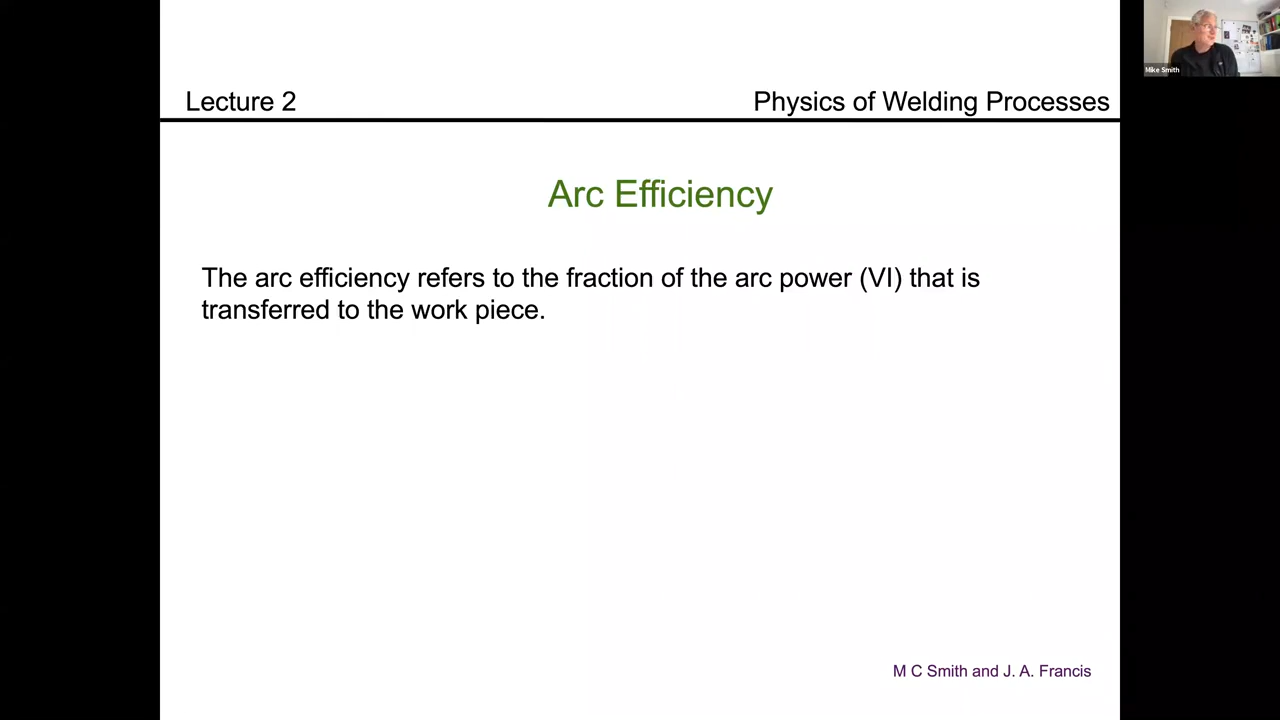 Lecture 2
Physics of Welding Processes
Mike Smith
Arc Efficiency
The arc efficiency refers to the fraction of the arc power (VI) that is
transferred to the work piece.
M C Smith and J. A. Francis